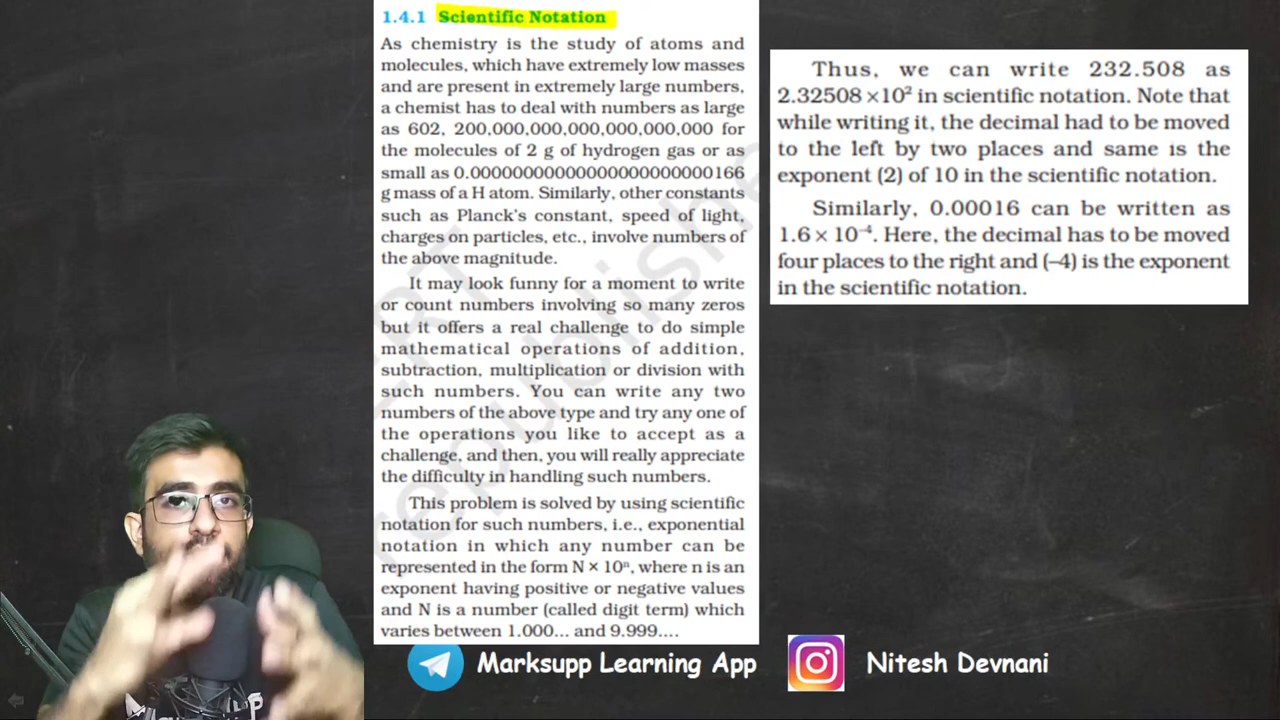 1.4.1 Scientific Notation
As chemistry is the study of atoms and
molecules, which have extremely low masses
and are present in extremely large numbers,
a chemist has to deal with numbers as large
as 602, 200,000,000,000,000,000,000 for
the molecules of 2 g of hydrogen gas or as
small as 0.00000000000000000000000166
g mass of a H atom. Similarly, other constants
such as Planck's constant, speed of light,
charges on particles, etc., involve numbers of
the above magnitude.
It may look funny for a moment to write
or count numbers involving so many zeros
but it offers a real challenge to do simple
mathematical operations of addition,
subtraction, multiplication or division with
such numbers. You can write any two
numbers of the above type and try any one of
the operations you like to accept as a
challenge, and then, you will really appreciate
the difficulty in handling such numbers.
This problem is solved by using scientific
notation for such numbers, i.e., exponential
notation in which any number can be
represented in the form N × 10ⁿ, where n is an
exponent having positive or negative values
and N is a number (called digit term) which
varies between 1.000... and 9.999....
Thus, we can write 232.508 as
2.32508 ×10² in scientific notation. Note that
while writing it, the decimal had to be moved
to the left by two places and same is the
exponent (2) of 10 in the scientific notation.
Similarly, 0.00016 can be written as
1.6 × 10⁻⁴. Here, the decimal has to be moved
four places to the right and (–4) is the exponent
in the scientific notation.
Marksupp Learning App
Nitesh Devnani